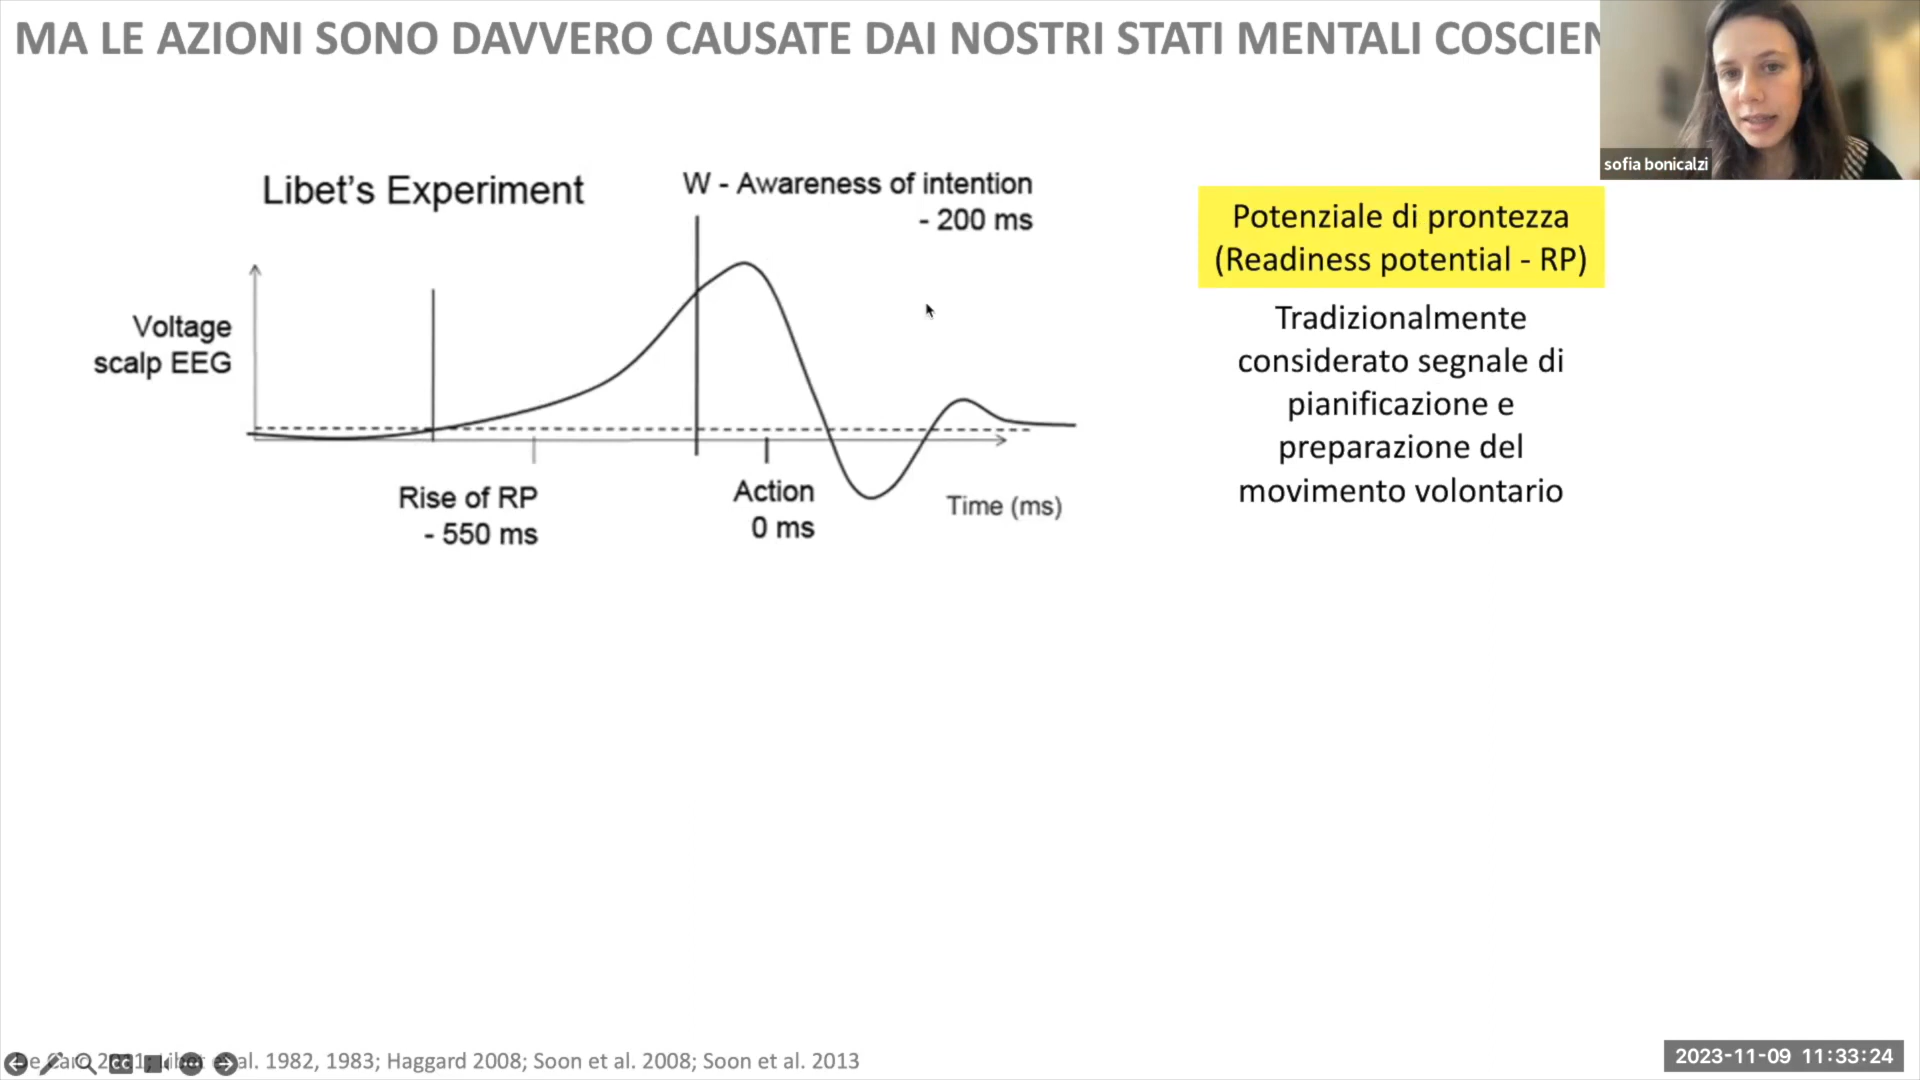 MA LE AZIONI SONO DAVVERO CAUSATE DAI NOSTRI STATI MENTALI COSCIEN
sofia bonicalzi
Libet's Experiment
W - Awareness of intention
- 200 ms
Voltage
scalp EEG
Rise of RP
- 550 ms
Action
0 ms
Time (ms)
Potenziale di prontezza
(Readiness potential - RP)
Tradizionalmente
considerato segnale di
pianificazione e
preparazione del
movimento volontario
al. 1982, 1983; Haggard 2008; Soon et al. 2008; Soon et al. 2013
2023-11-09 11:33:24